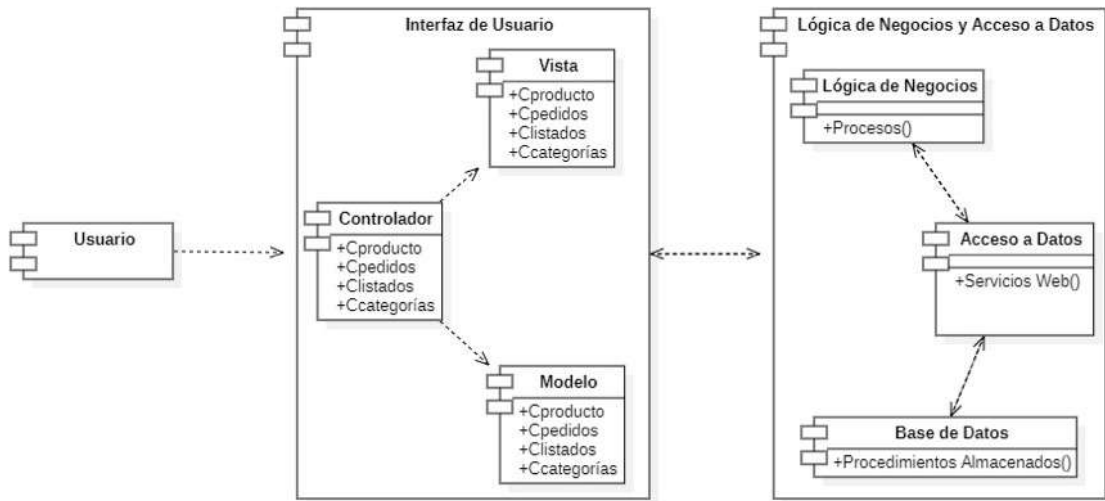 Usuario
Interfaz de Usuario
Vista
+Cproducto
+Cpedidos
+Clistados
+Ccategorías
Controlador
+Cproducto
+Cpedidos
+Clistados
+Ccategorías
Modelo
+Cproducto
+Cpedidos
+Clistados
+Ccategorías
Lógica de Negocios y Acceso a Datos
Lógica de Negocios
+Procesos()
Acceso a Datos
+Servicios Web()
Base de Datos
+Procedimientos Almacenados()